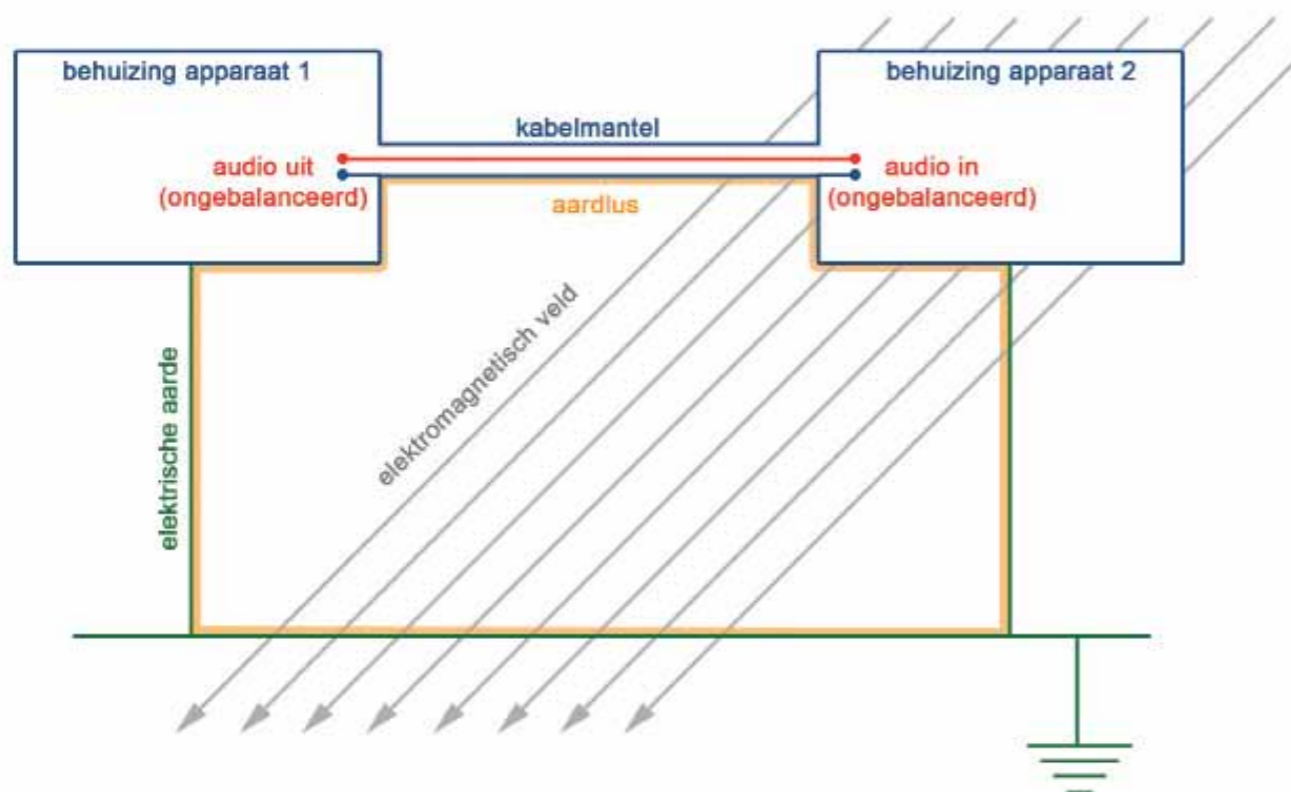 behuizing apparaat 1
behuizing apparaat 2
kabelmantel
audio uit
(ongebalanceerd)
audio in
(ongebalanceerd)
aardlus
elektromagnetisch veld
elektrische aarde